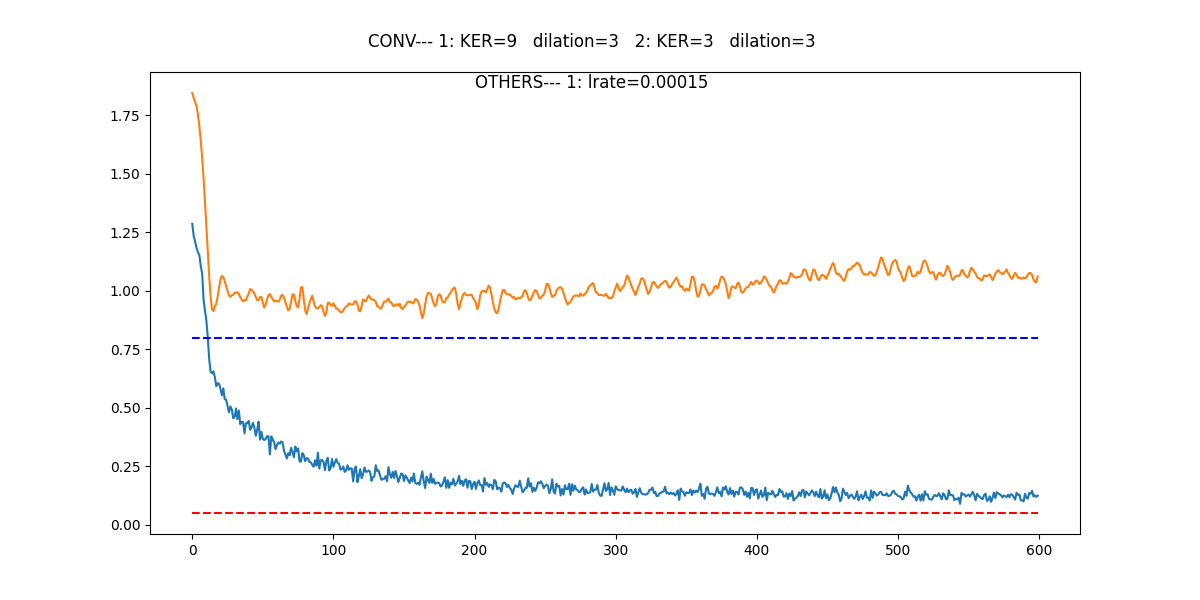 CONV--- 1: KER=9   dilation=3   2: KER=3   dilation=3
OTHERS--- 1: lrate=0.00015
1.75
1.50
1.25
1.00
0.75
0.50
0.25
0.00
0 100 200 300 400 500 600